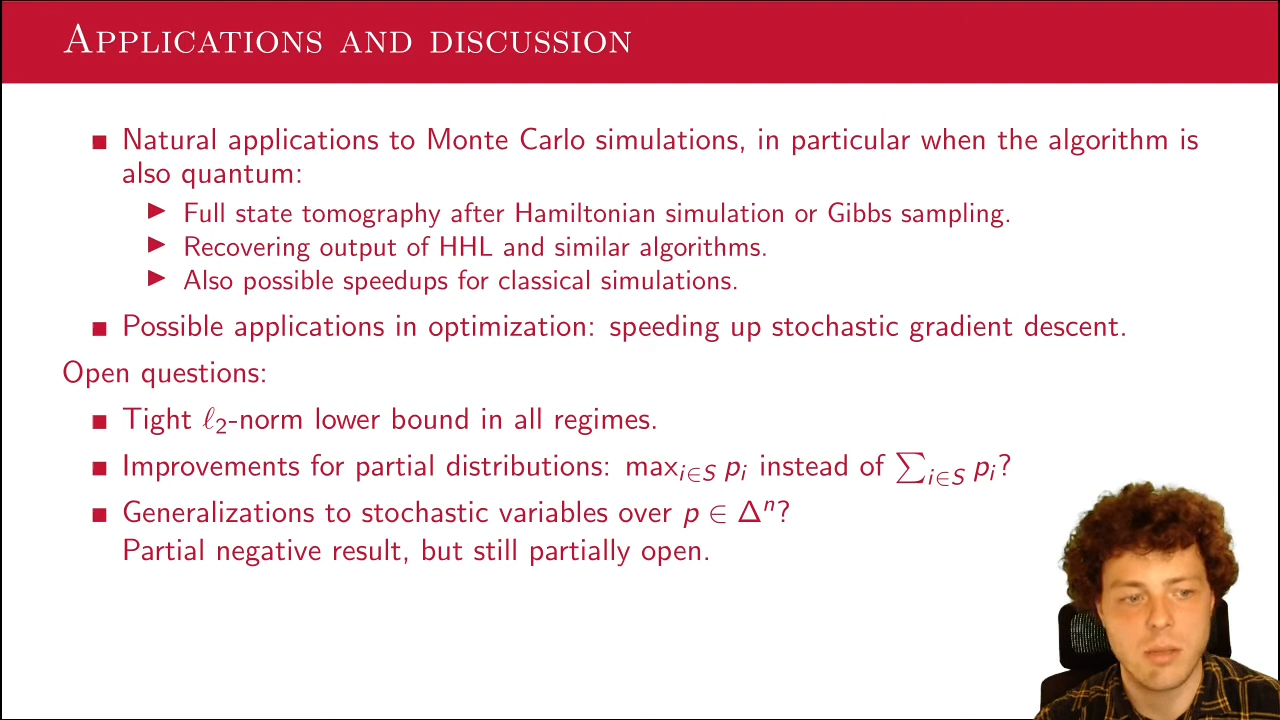 Applications and discussion
■ Natural applications to Monte Carlo simulations, in particular when the algorithm is
also quantum:
▶ Full state tomography after Hamiltonian simulation or Gibbs sampling.
▶ Recovering output of HHL and similar algorithms.
▶ Also possible speedups for classical simulations.
■ Possible applications in optimization: speeding up stochastic gradient descent.
Open questions:
■ Tight ℓ₂-norm lower bound in all regimes.
■ Improvements for partial distributions: max_{i∈S} p_i instead of ∑_{i∈S} p_i?
■ Generalizations to stochastic variables over p ∈ Δⁿ?
Partial negative result, but still partially open.